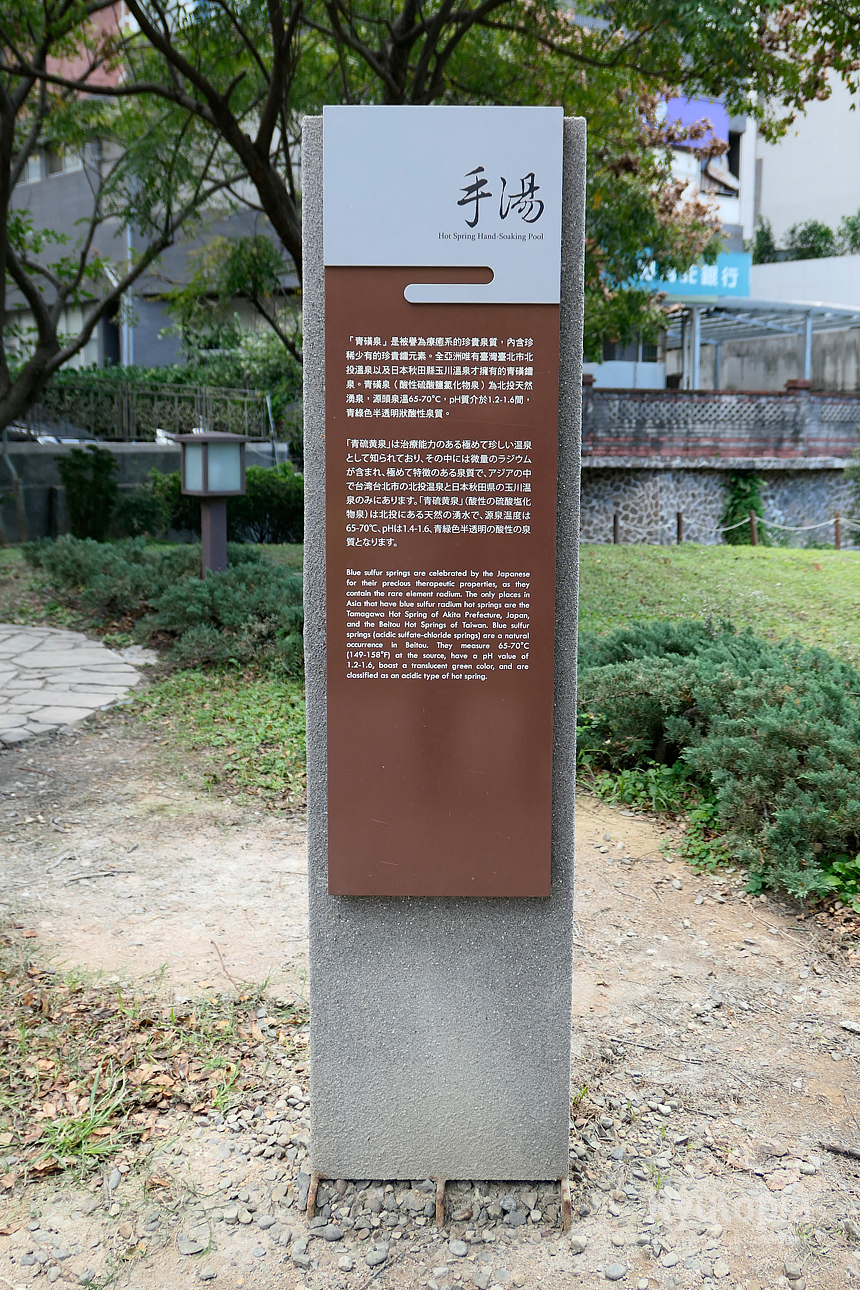 手湯
Hot Spring Hand-Soaking Pool
「青磺泉」是被譽為療癒系的珍貴泉質，內含珍
稀少有的珍貴鐳元素。全亞洲唯有臺灣臺北市北
投溫泉以及日本秋田縣玉川溫泉才擁有的青磺鐳
泉。青磺泉（酸性硫酸鹽氯化物泉）為北投天然
湧泉，源頭泉溫65-70°C，pH質介於1.2-1.6間，
青綠色半透明狀酸性泉質。
「青硫黄泉」は治療能力のある極めて珍しい温泉
として知られており、その中には微量のラジウム
が含まれ、極めて特徴のある泉質で、アジアの中
で台湾台北市の北投温泉と日本秋田県の玉川温
泉のみにあります。「青硫黄泉」（酸性の硫酸塩化
物泉）は北投にある天然の湧水で、源泉温度は
65-70℃、pHは1.4-1.6、青緑色半透明の酸性の泉
質となります。
Blue sulfur springs are celebrated by the Japanese
for their precious therapeutic properties, as they
contain the rare element radium. The only places in
Asia that have blue sulfur radium hot springs are the
Tamagawa Hot Spring of Akita Prefecture, Japan,
and the Beitou Hot Springs of Taiwan. Blue sulfur
springs (acidic sulfate-chloride springs) are a natural
occurrence in Beitou. They measure 65-70°C
(149-158°F) at the source, have a pH value of
1.2-1.6, boast a translucent green color, and are
classified as an acidic type of hot spring.
銀行